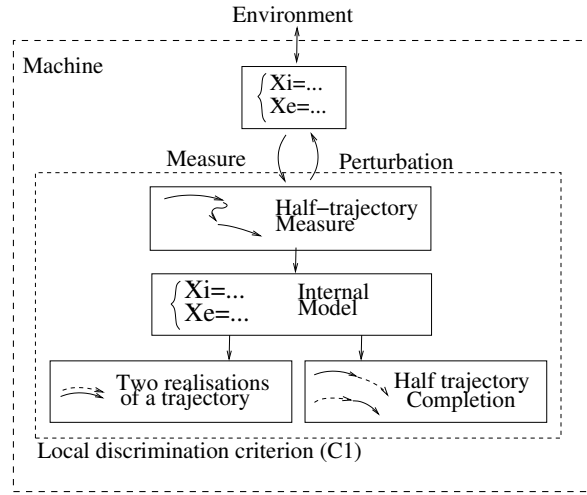 Environment
Machine
Xi=...
Xe=...
Measure
Perturbation
Half-trajectory
Measure
Xi=...
Xe=...
Internal
Model
Two realisations
of a trajectory
Half trajectory
Completion
Local discrimination criterion (C1)